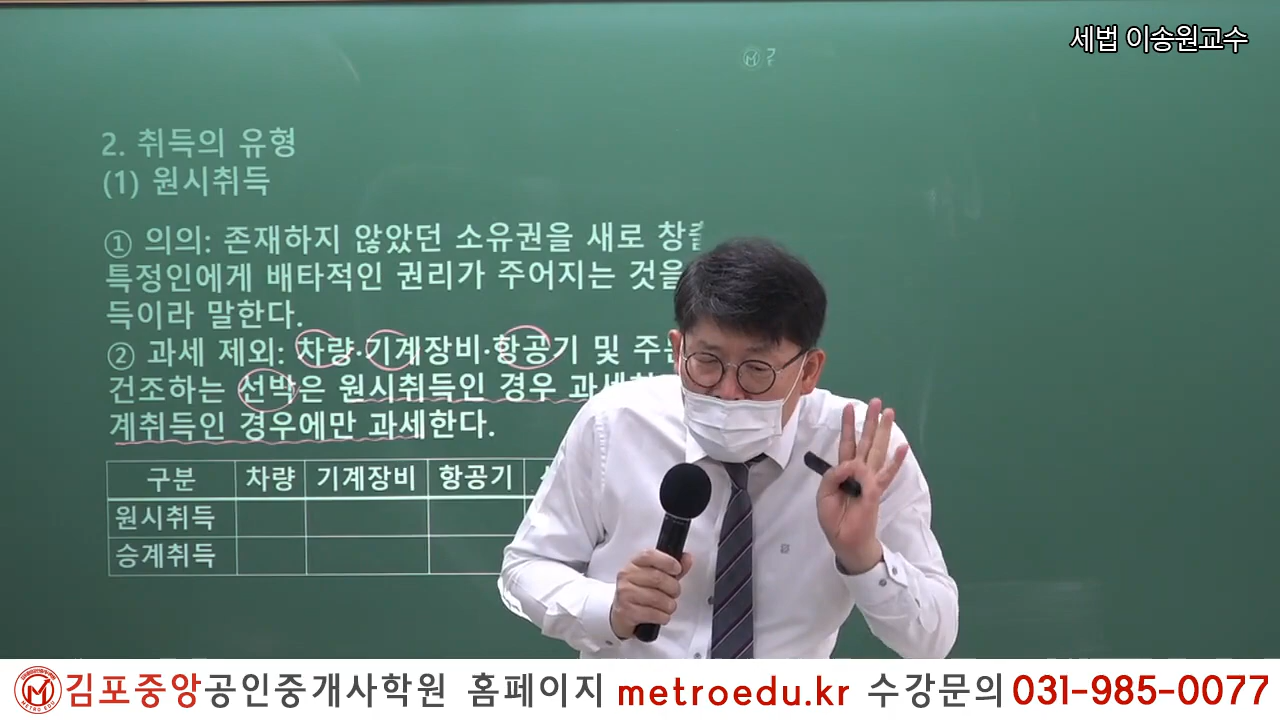 세법 이송원교수
2. 취득의 유형
(1) 원시취득
① 의의: 존재하지 않았던 소유권을 새로
특정인에게 배타적인 권리가 주어지는 것을
득이라 말한다.
② 과세 제외: 차량·기계장비·항공기 및
건조하는 선박은 원시취득인 경우
계취득인 경우에만 과세한다.
구분 차량 기계장비 항공기
원시취득
승계취득
METRO EDU 김포중앙공인중개사학원 홈페이지 metroedu.kr 수강문의 031-985-0077